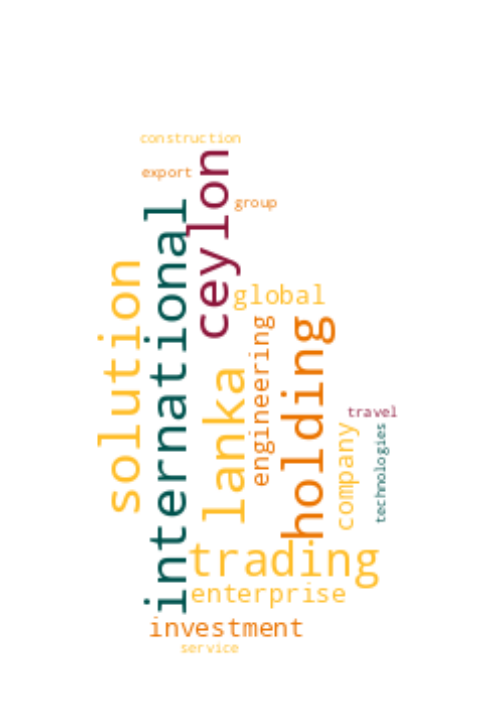 construction
export
ceylon
group
international
solution
global
engineering
holding
lanka
travel
company
technologies
trading
enterprise
investment
service